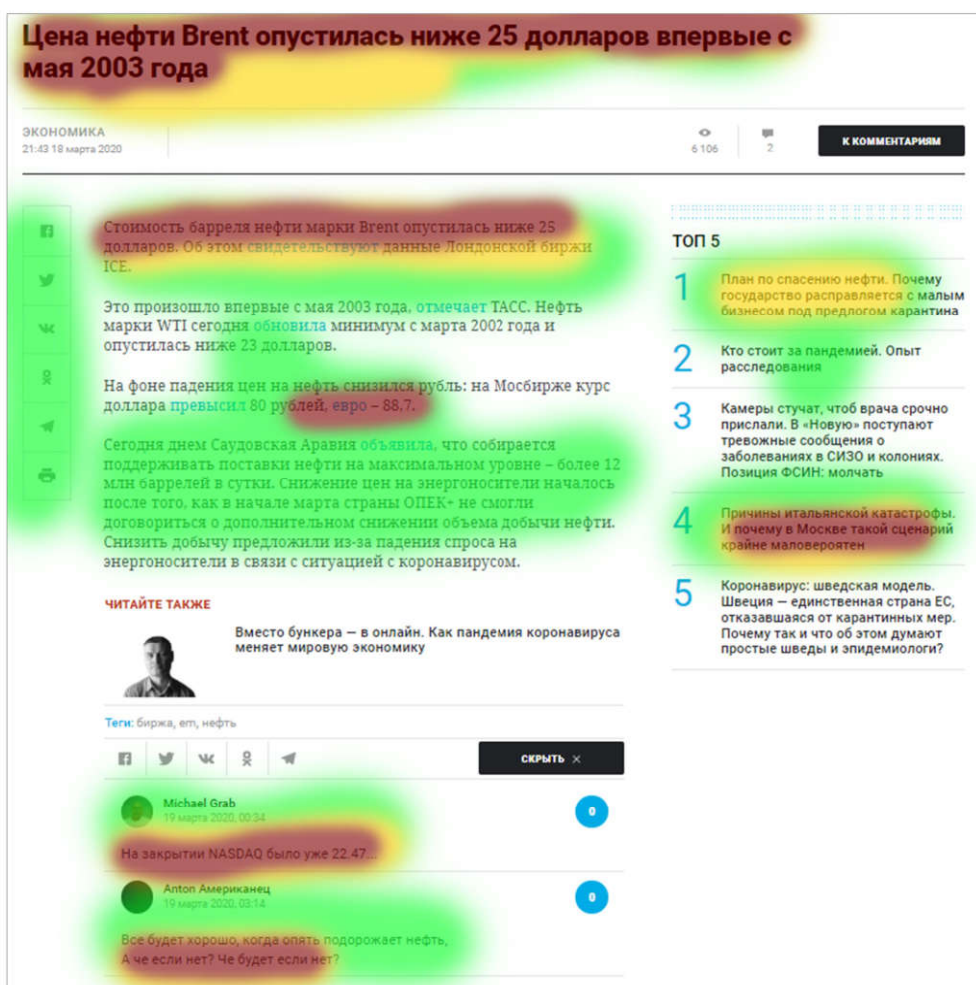 Цена нефти Brent опустилась ниже 25 долларов впервые с
мая 2003 года
ЭКОНОМИКА
21:43 18 марта 2020
6 106
2
К КОММЕНТАРИЯМ
Стоимость барреля нефти марки Brent опустилась ниже 25
долларов. Об этом свидетельствуют данные Лондонской биржи
ICE.
Это произошло впервые с мая 2003 года, отмечает ТАСС. Нефть
марки WTI сегодня обновила минимум с марта 2002 года и
опустилась ниже 23 долларов.
На фоне падения цен на нефть снизился рубль: на Мосбирже курс
доллара превысил 80 рублей, евро – 88,7.
Сегодня днем Саудовская Аравия объявила, что собирается
поддерживать поставки нефти на максимальном уровне – более 12
млн баррелей в сутки. Снижение цен на энергоносители началось
после того, как в начале марта страны ОПЕК+ не смогли
договориться о дополнительном снижении объема добычи нефти.
Снизить добычу предложили из-за падения спроса на
энергоносители в связи с ситуацией с коронавирусом.
ЧИТАЙТЕ ТАКЖЕ
Вместо бункера — в онлайн. Как пандемия коронавируса
меняет мировую экономику
Теги: биржа, em, нефть
СКРЫТЬ ×
Michael Grab
19 марта 2020, 00:34
0
На закрытии NASDAQ было уже 22.47...
Anton Американец
19 марта 2020, 03:14
0
Все будет хорошо, когда опять подорожает нефть,
А че если нет? Че будет если нет?
ТОП 5
1
План по спасению нефти. Почему
государство расправляется с малым
бизнесом под предлогом карантина
2
Кто стоит за пандемией. Опыт
расследования
3
Камеры стучат, чтоб врача срочно
прислали. В «Новую» поступают
тревожные сообщения о
заболеваниях в СИЗО и колониях.
Позиция ФСИН: молчать
4
Причины итальянской катастрофы.
И почему в Москве такой сценарий
крайне маловероятен
5
Коронавирус: шведская модель.
Швеция — единственная страна ЕС,
отказавшаяся от карантинных мер.
Почему так и что об этом думают
простые шведы и эпидемиологи?